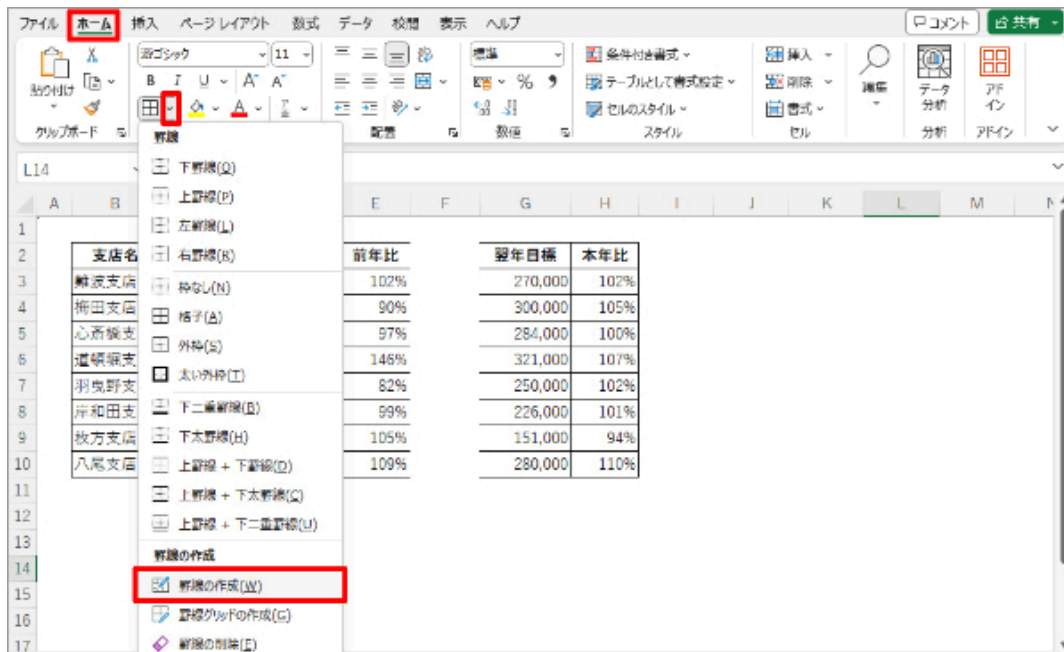 ファイル ホーム 挿入 ページ レイアウト 数式 データ 校閲 表示 ヘルプ コメント 共有
貼り付け 游ゴシック 11 標準 条件付き書式 挿入 編集 データ分析 アドイン
B I U A A % テーブルとして書式設定 削除
A セルのスタイル 書式
クリップボード 配置 数値 スタイル セル 分析 アドイン
L14
A B E F G H I J K L M N
1
2 支店名 前年比 翌年目標 本年比
3 難波支店 102% 270,000 102%
4 梅田支店 90% 300,000 105%
5 心斎橋支 97% 284,000 100%
6 道頓堀支 146% 321,000 107%
7 羽曳野支 82% 250,000 102%
8 岸和田支 99% 226,000 101%
9 枚方支店 105% 151,000 94%
10 八尾支店 109% 280,000 110%
11
12
13
14
15
16
17
罫線
下罫線(O)
上罫線(P)
左罫線(L)
右罫線(R)
枠なし(N)
格子(A)
外枠(S)
太い外枠(T)
下二重罫線(B)
下太罫線(H)
上罫線 + 下罫線(D)
上罫線 + 下太罫線(C)
上罫線 + 下二重罫線(U)
罫線の作成
罫線の作成(W)
罫線グリッドの作成(G)
罫線の削除(E)